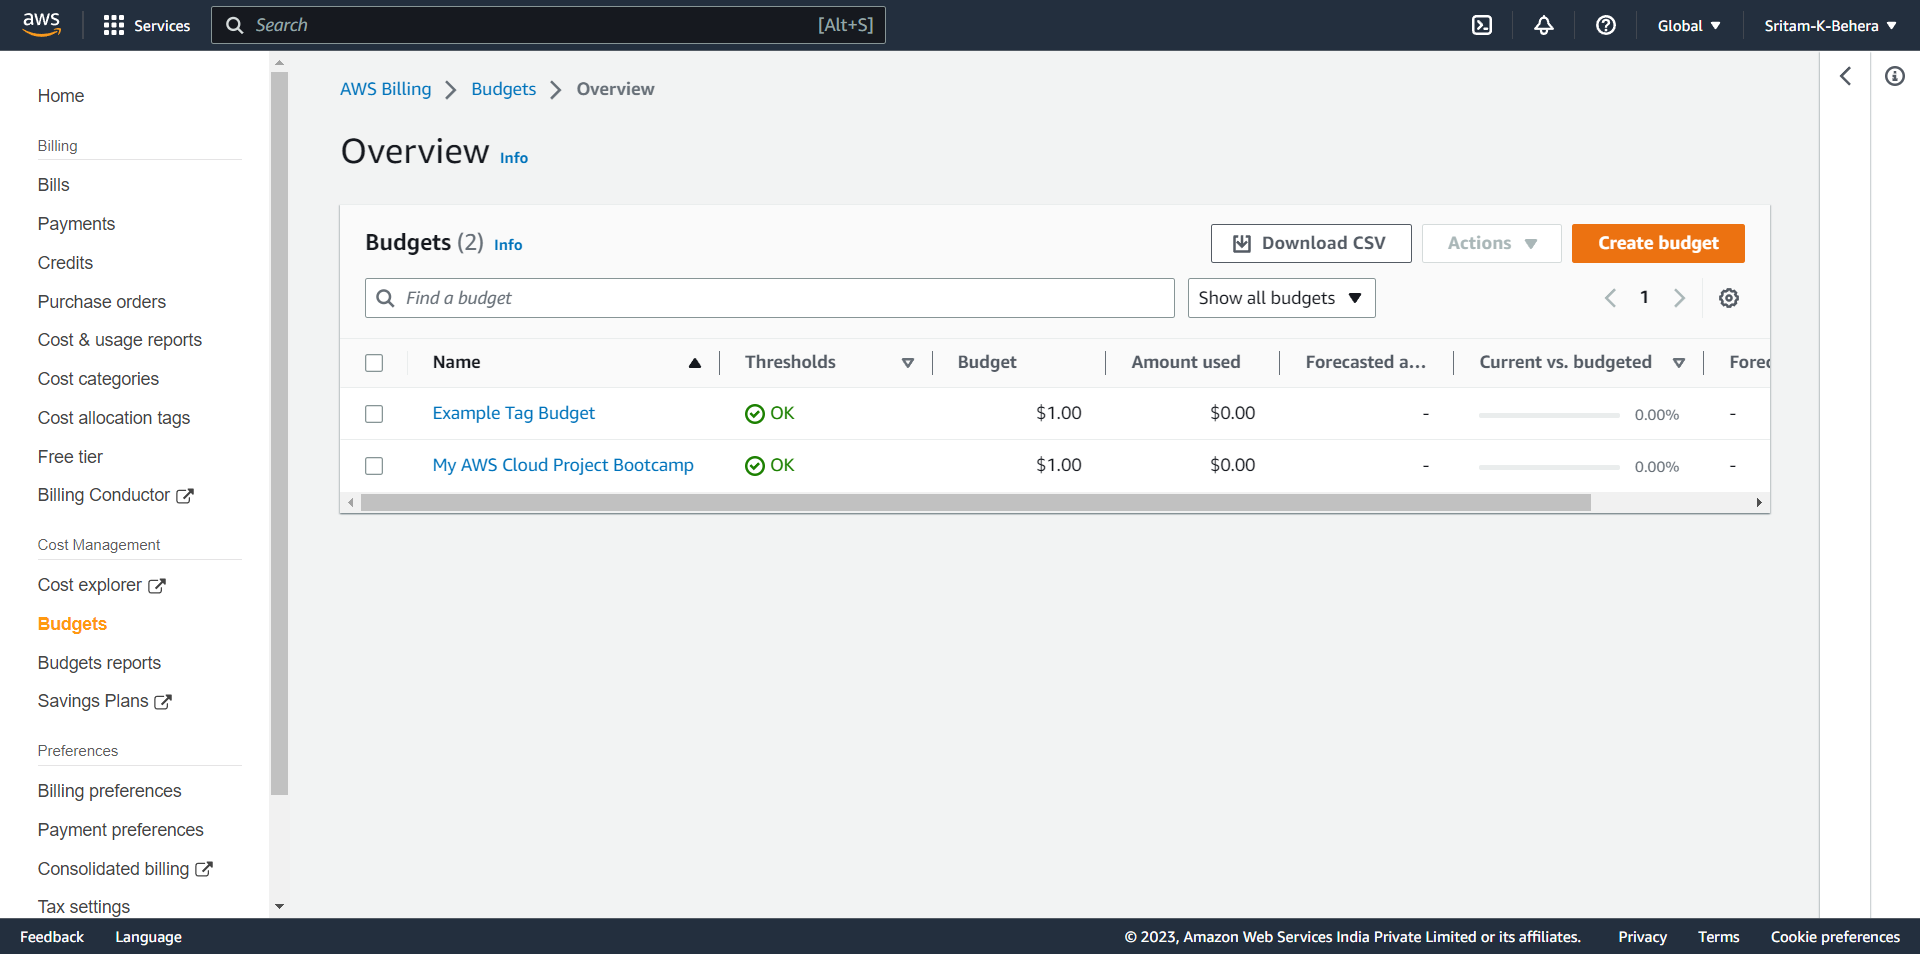 aws
Services
Search [Alt+S]
Global
Sritam-K-Behera
Home
Billing
Bills
Payments
Credits
Purchase orders
Cost & usage reports
Cost categories
Cost allocation tags
Free tier
Billing Conductor
Cost Management
Cost explorer
Budgets
Budgets reports
Savings Plans
Preferences
Billing preferences
Payment preferences
Consolidated billing
Tax settings
AWS Billing Budgets Overview
Overview Info
Budgets (2) Info
Download CSV
Actions
Create budget
Find a budget
Show all budgets
1
Name Thresholds Budget Amount used Forecasted a... Current vs. budgeted Forec
Example Tag Budget OK $1.00 $0.00 - 0.00% -
My AWS Cloud Project Bootcamp OK $1.00 $0.00 - 0.00% -
Feedback Language © 2023, Amazon Web Services India Private Limited or its affiliates. Privacy Terms Cookie preferences